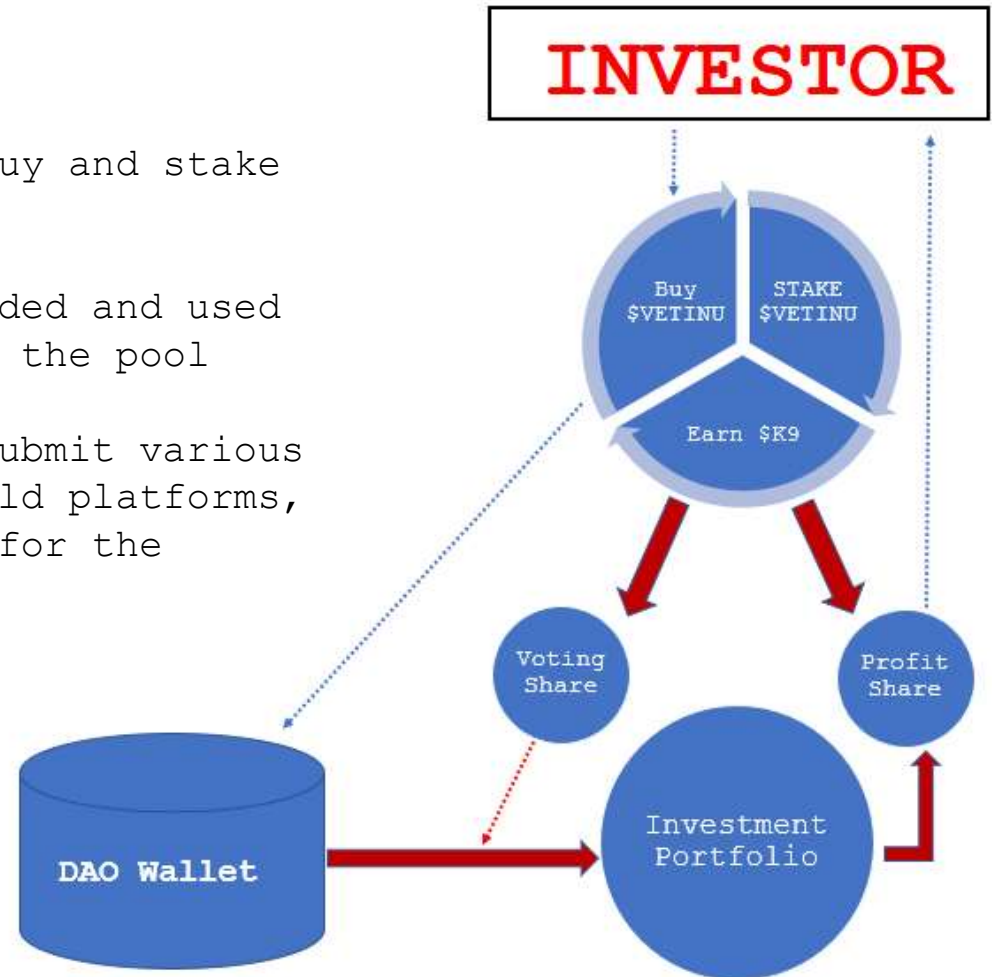 INVESTOR
uy and stake
ded and used
the pool
ubmit various
ld platforms,
for the
Buy
$VETINU
STAKE
$VETINU
Earn $K9
Voting
Share
Profit
Share
DAO Wallet
Investment
Portfolio